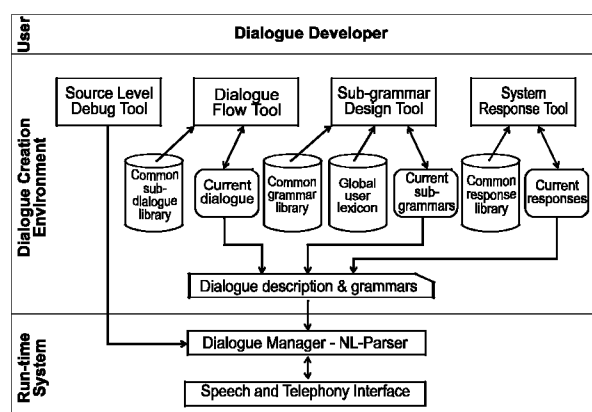 User
Dialogue Developer
Dialogue Creation
Environment
Source Level
Debug Tool
Dialogue
Flow Tool
Sub-grammar
Design Tool
System
Response Tool
Common
sub-
dialogue
library
Current
dialogue
Common
grammar
library
Global
user
lexicon
Current
sub-
grammars
Common
response
library
Current
responses
Dialogue description & grammars
Run-time
System
Dialogue Manager - NL-Parser
Speech and Telephony Interface